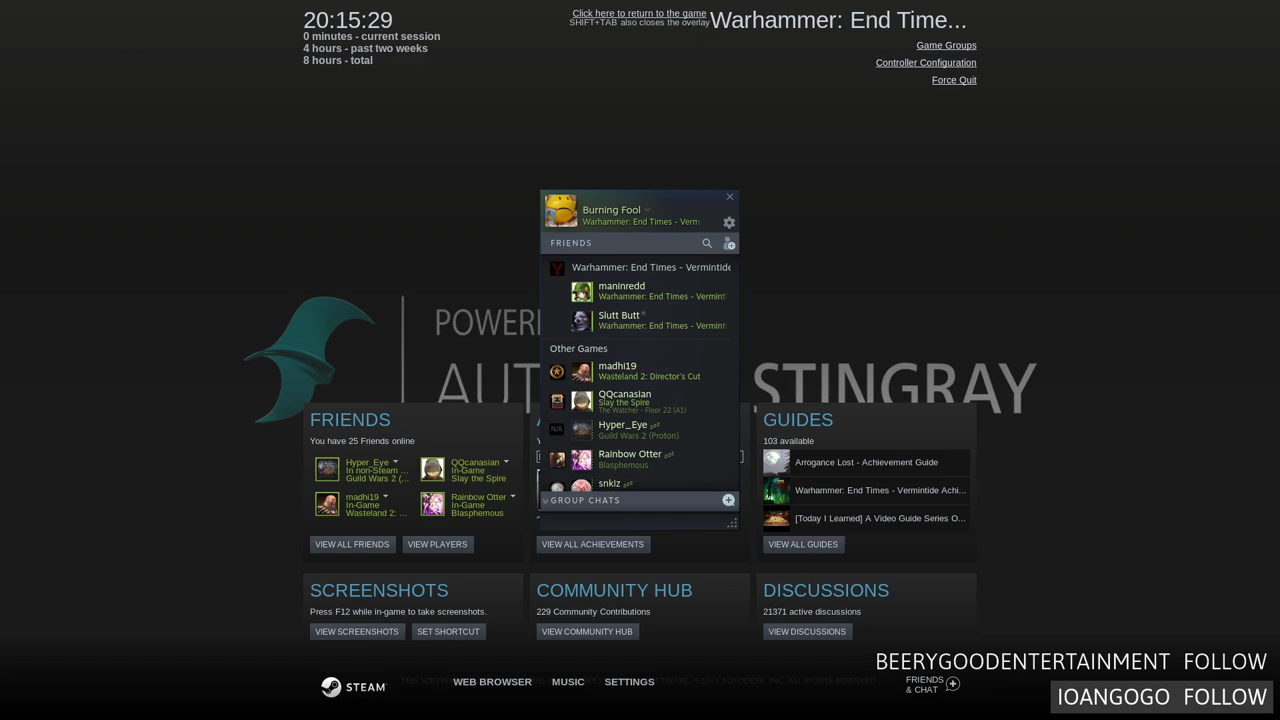 20:15:29
0 minutes - current session
4 hours - past two weeks
8 hours - total
Click here to return to the game
SHIFT+TAB also closes the overlay
Warhammer: End Time...
Game Groups
Controller Configuration
Force Quit
Burning Fool
Warhammer: End Times - Verm
FRIENDS
Warhammer: End Times - Vermintide
maninredd
Warhammer: End Times - Vermint
Slutt Butt
Warhammer: End Times - Vermint
Other Games
madhi19
Wasteland 2: Director's Cut
QQcanasian
Slay the Spire
The Watcher - Floor 22 (A1)
N/A
Hyper_Eye zzz
Guild Wars 2 (Proton)
Rainbow Otter zzz
Blasphemous
snkiz zzz
GROUP CHATS
POWER
AUT
STINGRAY
FRIENDS
You have 25 Friends online
Hyper_Eye
In non-Steam ...
Guild Wars 2 (...
QQcanasian
In-Game
Slay the Spire
madhi19
In-Game
Wasteland 2: ...
Rainbow Otter
In-Game
Blasphemous
VIEW ALL FRIENDS
VIEW PLAYERS
VIEW ALL ACHIEVEMENTS
GUIDES
103 available
Arrogance Lost - Achievement Guide
Warhammer: End Times - Vermintide Achi...
[Today I Learned] A Video Guide Series O...
VIEW ALL GUIDES
SCREENSHOTS
Press F12 while in-game to take screenshots.
VIEW SCREENSHOTS
SET SHORTCUT
COMMUNITY HUB
229 Community Contributions
VIEW COMMUNITY HUB
DISCUSSIONS
21371 active discussions
VIEW DISCUSSIONS
BEERYGOODENTERTAINMENT FOLLOW
STEAM
WEB BROWSER
MUSIC
SETTINGS
FRIENDS
& CHAT
IOANGOGO FOLLOW